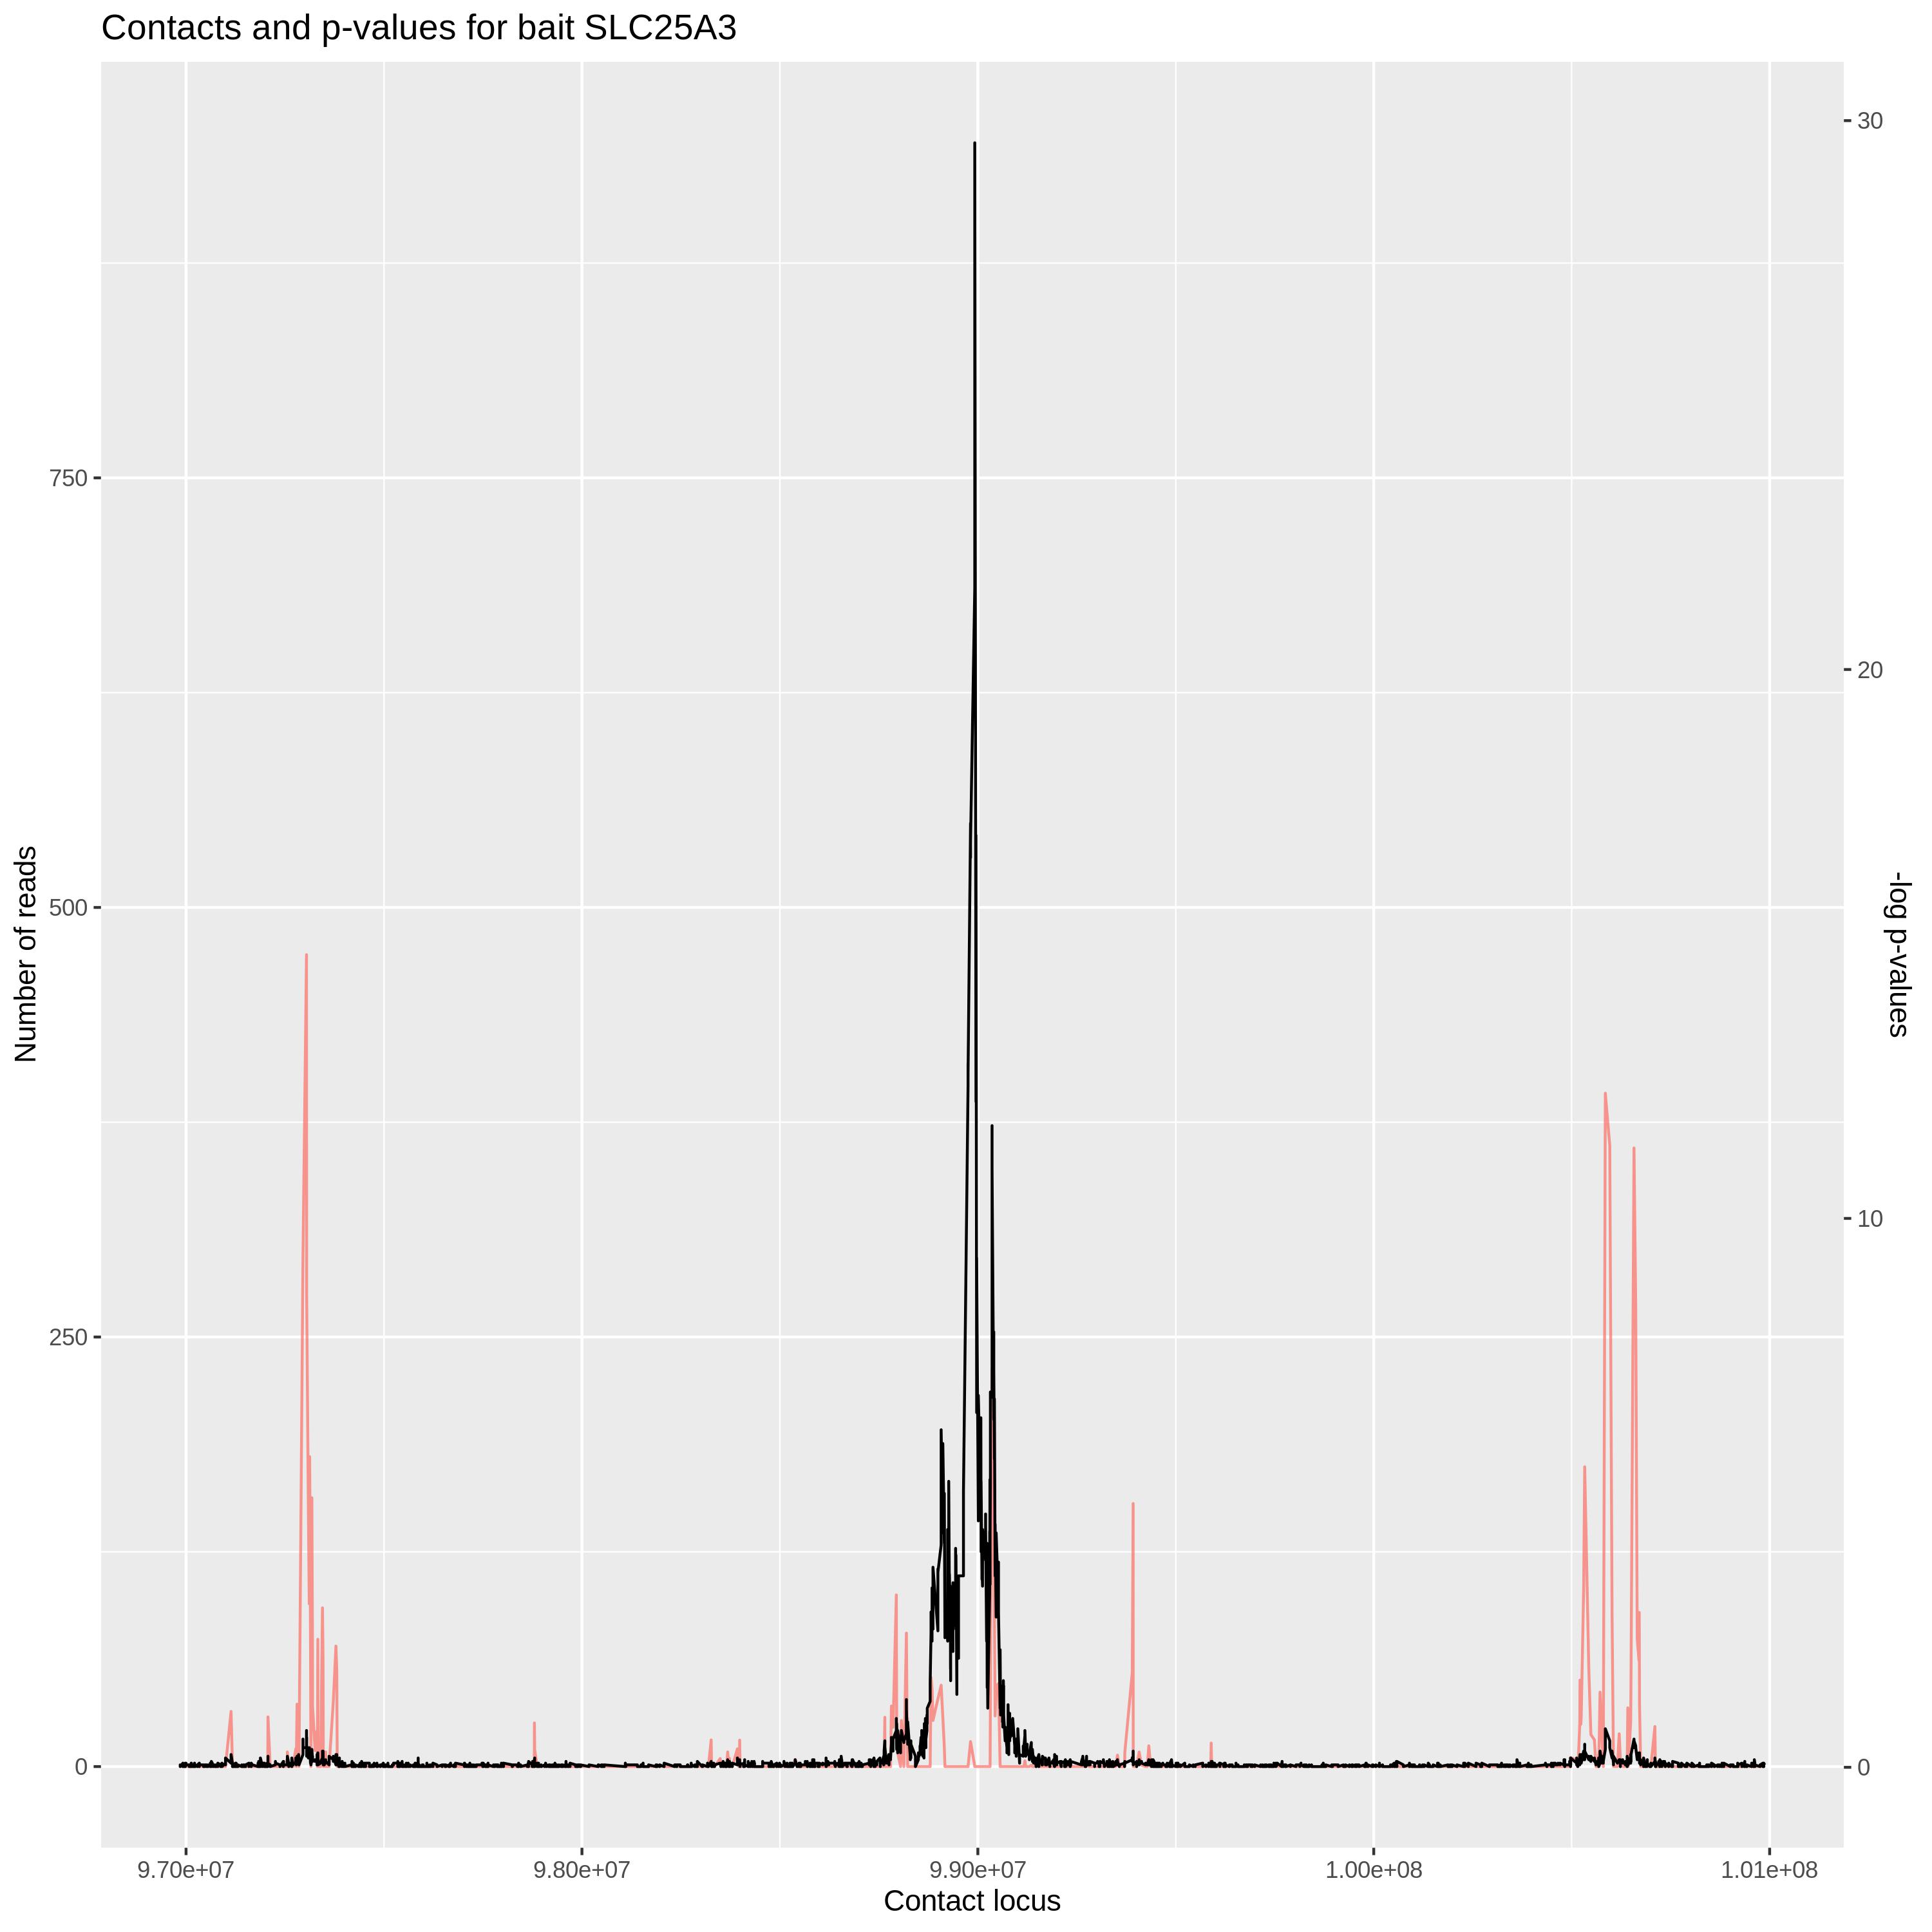 Contacts and p-values for bait SLC25A3
Number of reads
750
500
250
0
30
20
10
0
-log p-values
9.70e+07
9.80e+07
9.90e+07
1.00e+08
1.01e+08
Contact locus